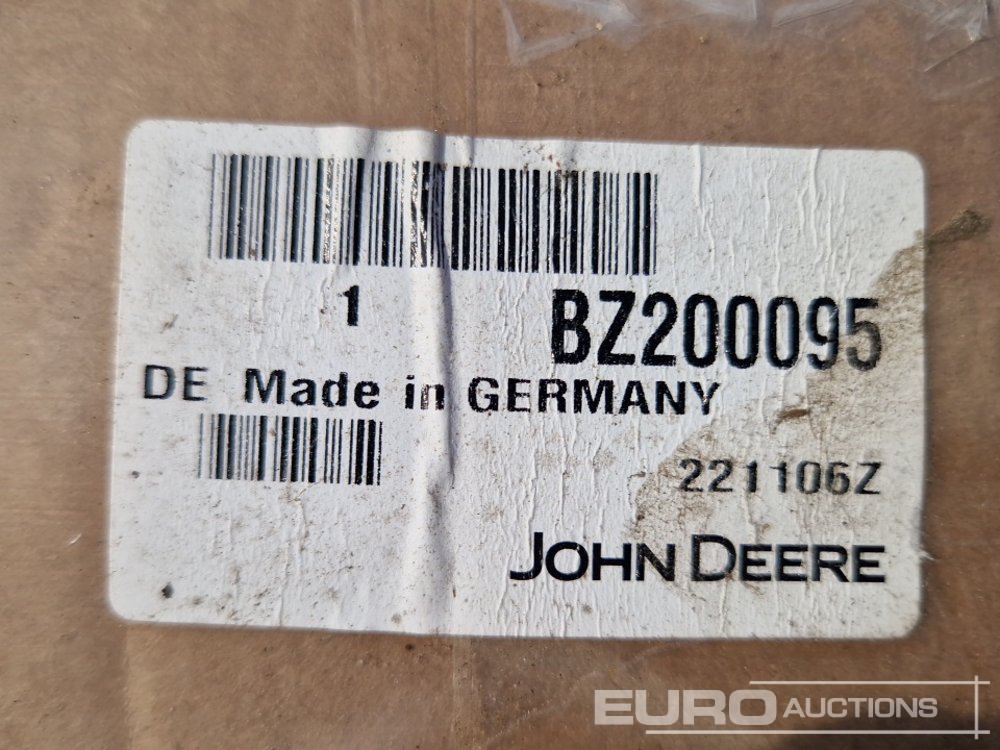 1 BZ200095
DE Made in GERMANY
221106Z
JOHN DEERE
EURO AUCTIONS